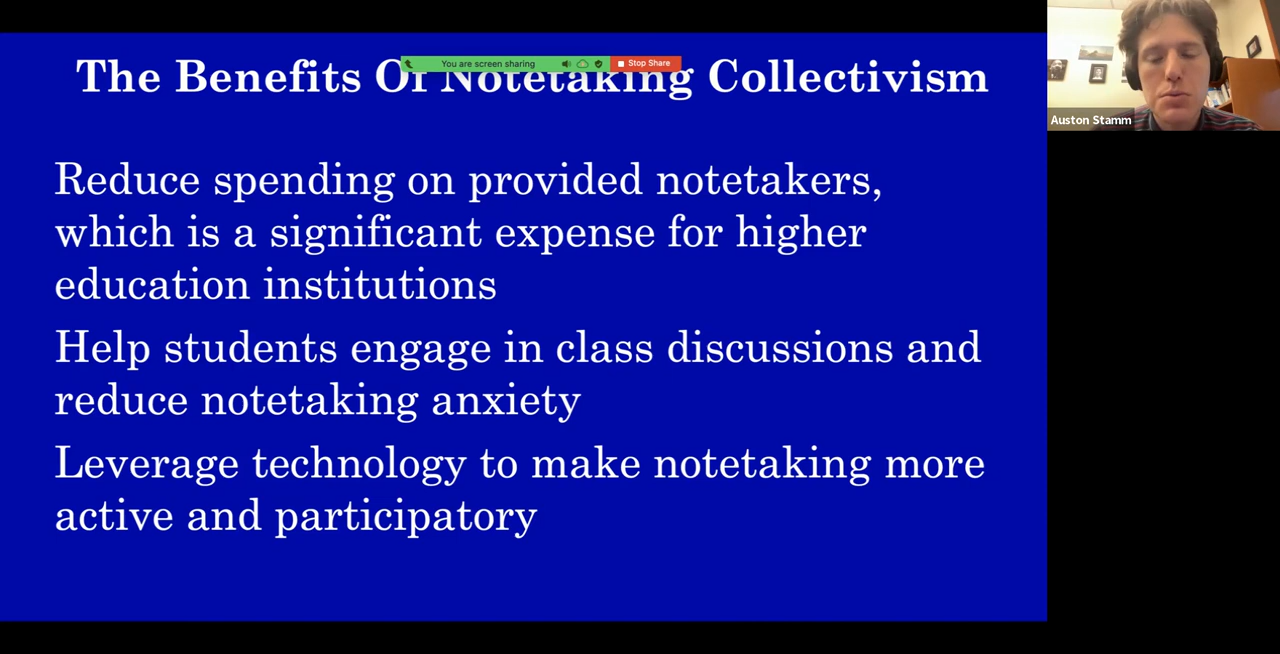 The Benefits Of Notetaking Collectivism
You are screen sharing
Stop Share
Auston Stamm
Reduce spending on provided notetakers,
which is a significant expense for higher
education institutions
Help students engage in class discussions and
reduce notetaking anxiety
Leverage technology to make notetaking more
active and participatory